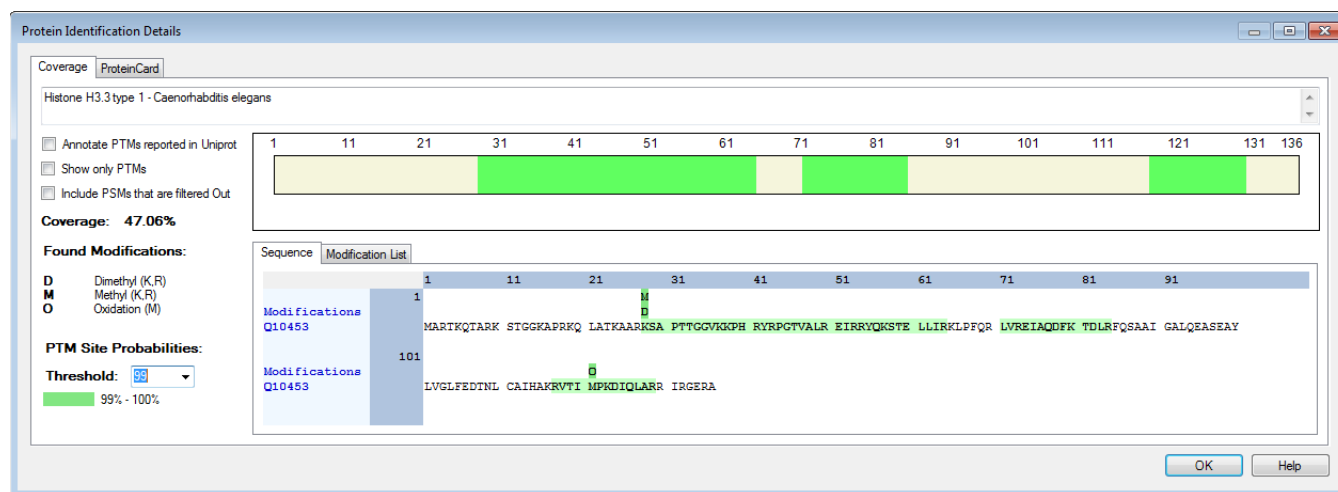 Protein Identification Details
Coverage ProteinCard
Histone H3.3 type 1 - Caenorhabditis elegans
Annotate PTMs reported in Uniprot
Show only PTMs
Include PSMs that are filtered Out
Coverage: 47.06%
1 11 21 31 41 51 61 71 81 91 101 111 121 131 136
Found Modifications:
D Dimethyl (K,R)
M Methyl (K,R)
O Oxidation (M)
PTM Site Probabilities:
Threshold: 99
99% - 100%
Sequence Modification List
1 11 21 31 41 51 61 71 81 91
1 M
Modifications D
Q10453 MARTKQTARK STGGKAPRKQ LATKAARKSA PTTGGVKKPH RYRPGTVALR EIRRYQKSTE LLIRKLPFQR LVREIAQDFK TDLRFQSAAI GALQEASEAY
101
Modifications O
Q10453 LVGLFEDTNL CAIHAKRVTI MPKDIQLARR IRGERA
OK Help